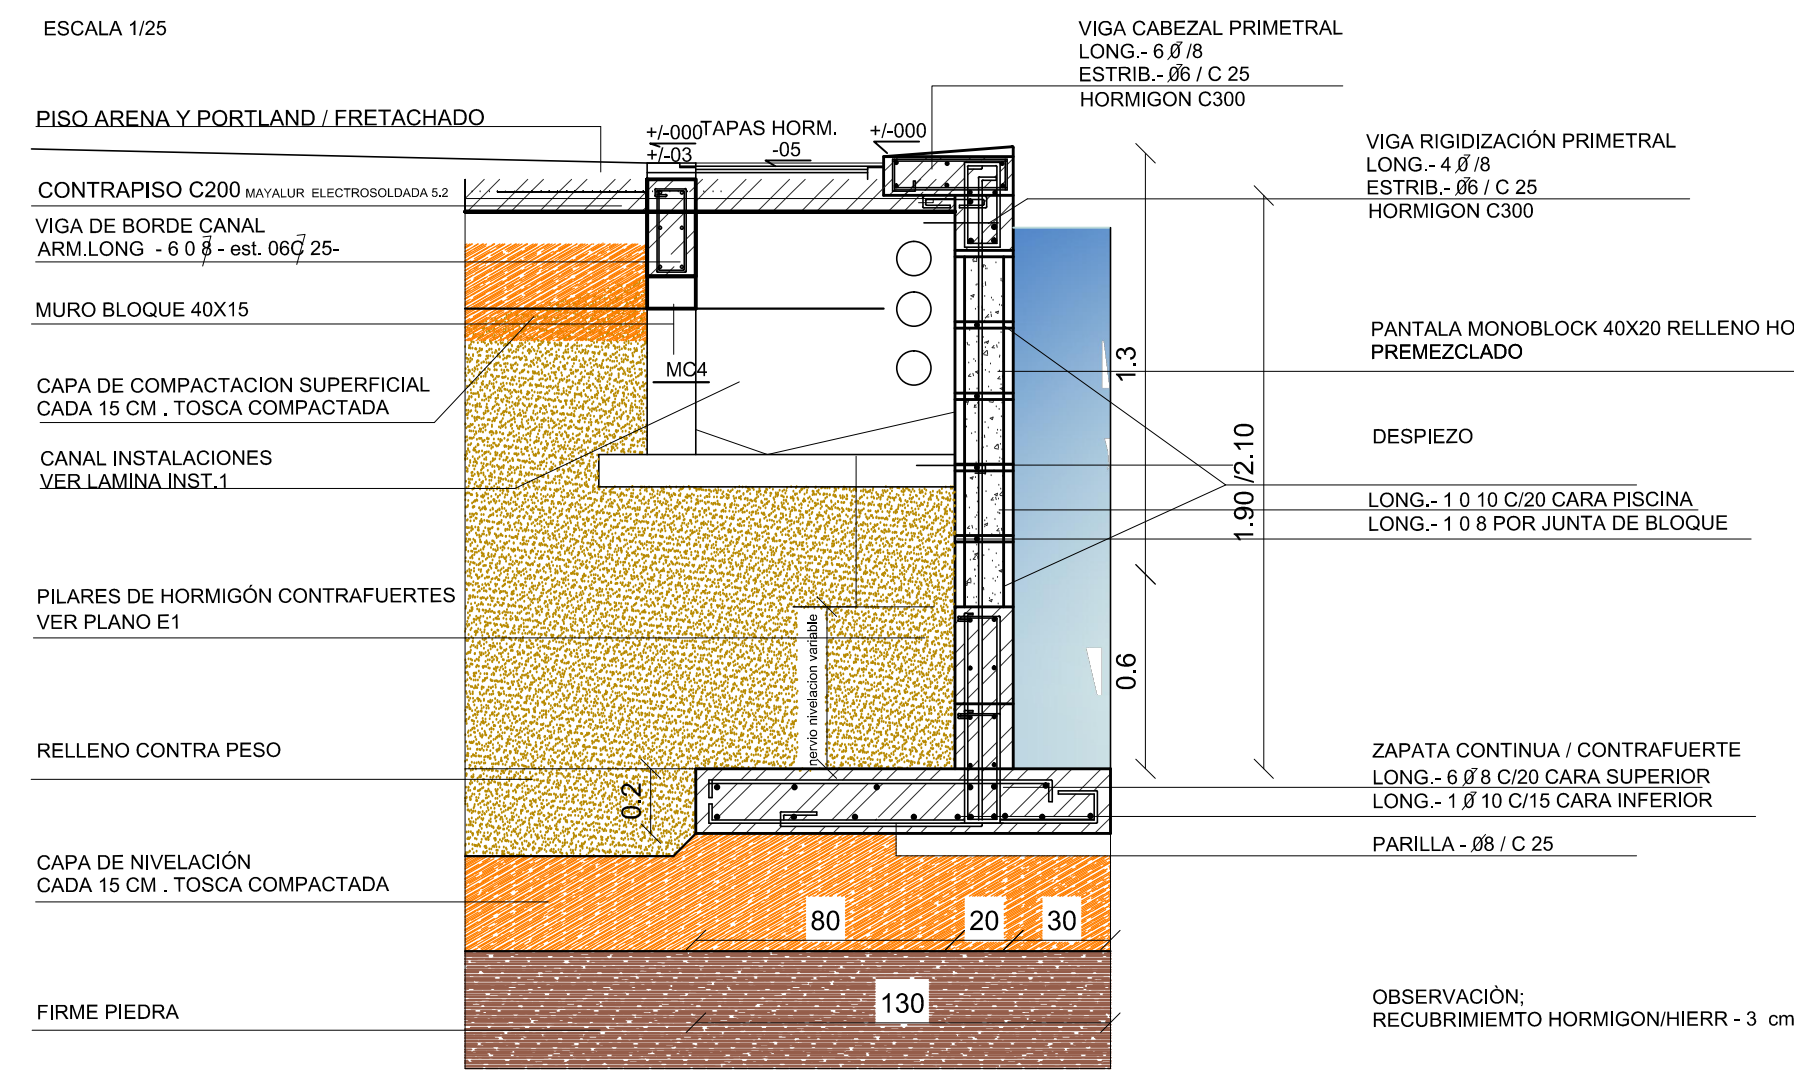 ESCALA 1/25
VIGA CABEZAL PRIMETRAL
LONG.- 6 Ø /8
ESTRIB.- Ø6 / C 25
HORMIGON C300
PISO ARENA Y PORTLAND / FRETACHADO
+/-000
TAPAS HORM.
+/-000
+/-03
-05
VIGA RIGIDIZACIÓN PRIMETRAL
LONG.- 4 Ø /8
ESTRIB.- Ø6 / C 25
HORMIGON C300
CONTRAPISO C200 MAYALUR ELECTROSOLDADA 5.2
VIGA DE BORDE CANAL
ARM.LONG - 6 0 8 - est. 06C 25-
MURO BLOQUE 40X15
MC4
PANTALA MONOBLOCK 40X20 RELLENO HO
PREMEZCLADO
1.3
CAPA DE COMPACTACION SUPERFICIAL
CADA 15 CM . TOSCA COMPACTADA
DESPIEZO
CANAL INSTALACIONES
VER LAMINA INST.1
1.90 /2.10
LONG.- 1 0 10 C/20 CARA PISCINA
LONG.- 1 0 8 POR JUNTA DE BLOQUE
PILARES DE HORMIGÓN CONTRAFUERTES
VER PLANO E1
nervio nivelacion variable
0.6
RELLENO CONTRA PESO
0.2
ZAPATA CONTINUA / CONTRAFUERTE
LONG.- 6 Ø 8 C/20 CARA SUPERIOR
LONG.- 1 Ø 10 C/15 CARA INFERIOR
PARILLA - Ø8 / C 25
CAPA DE NIVELACIÓN
CADA 15 CM . TOSCA COMPACTADA
80
20
30
130
FIRME PIEDRA
OBSERVACIÒN;
RECUBRIMIEMTO HORMIGON/HIERR - 3 cm